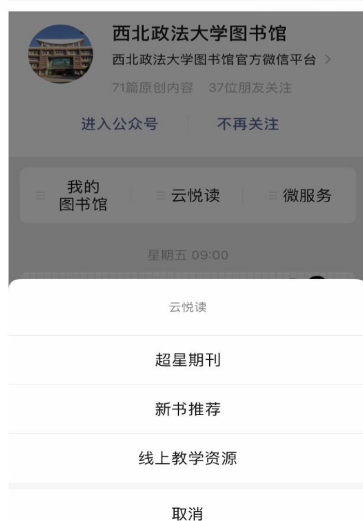 西北政法大学图书馆
西北政法大学图书馆官方微信平台 >
71篇原创内容 37位朋友关注
进入公众号 不再关注
我的
图书馆
云悦读
微服务
星期五 09:00
云悦读
超星期刊
新书推荐
线上教学资源
取消